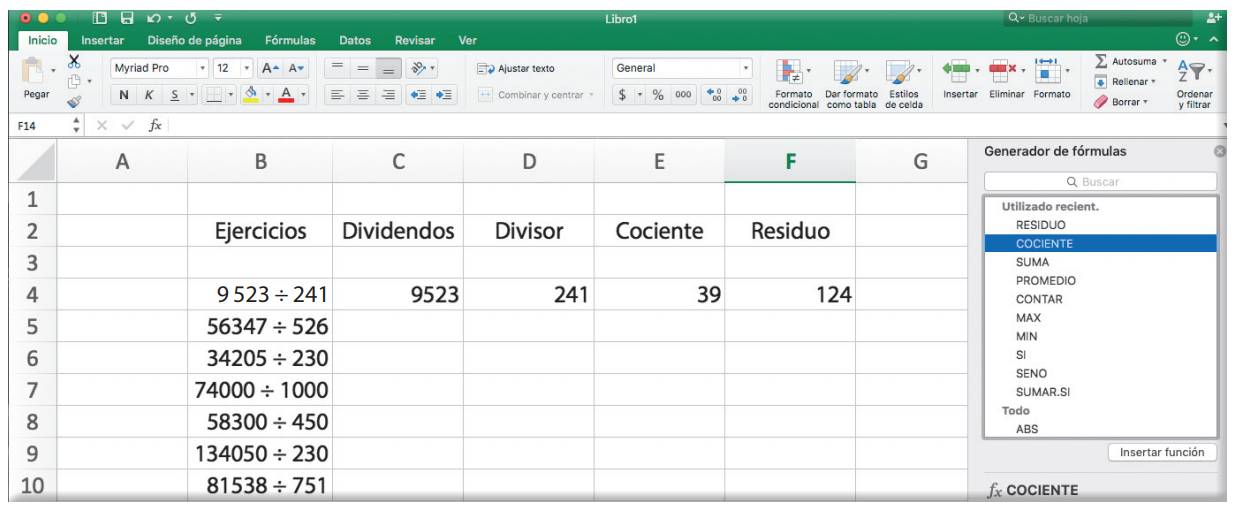 Libro1
Buscar hoja
Inicio Insertar Diseño de página Fórmulas Datos Revisar Ver
Pegar
Myriad Pro 12 A A
N K S A
Ajustar texto
Combinar y centrar
General
$ % 000
Formato condicional
Dar formato como tabla
Estilos de celda
Insertar Eliminar Formato
Autosuma
Rellenar
Borrar
Ordenar y filtrar
F14 fx
A B C D E F G
1
2 Ejercicios Dividendos Divisor Cociente Residuo
3
4 9 523 ÷ 241 9523 241 39 124
5 56347 ÷ 526
6 34205 ÷ 230
7 74000 ÷ 1000
8 58300 ÷ 450
9 134050 ÷ 230
10 81538 ÷ 751
Generador de fórmulas
Buscar
Utilizado recient.
RESIDUO
COCIENTE
SUMA
PROMEDIO
CONTAR
MAX
MIN
SI
SENO
SUMAR.SI
Todo
ABS
Insertar función
fx COCIENTE